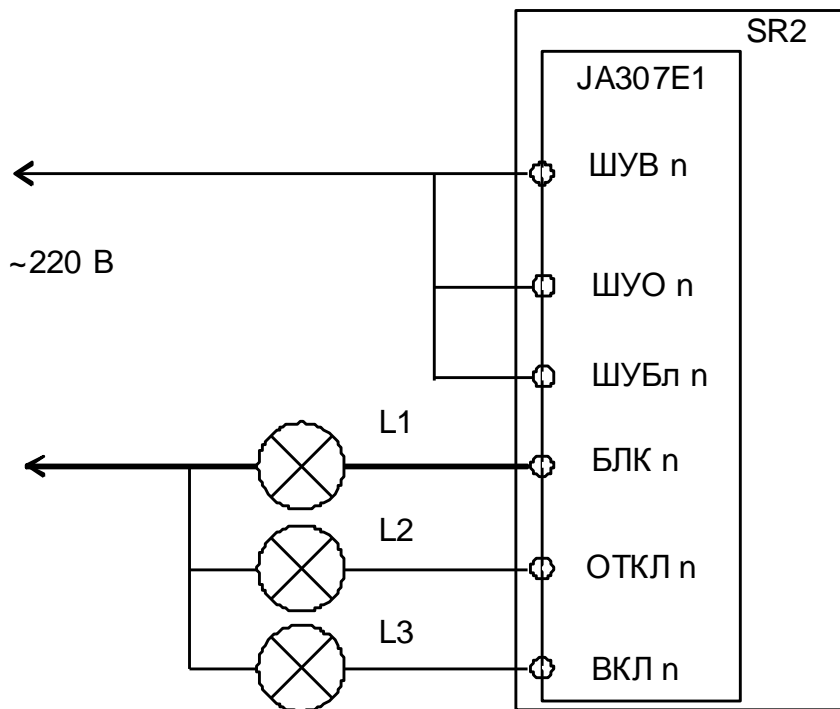 SR2
JA307E1
ШУВ n
~220 В
ШУО n
ШУБл n
L1
БЛК n
L2
ОТКЛ n
L3
ВКЛ n